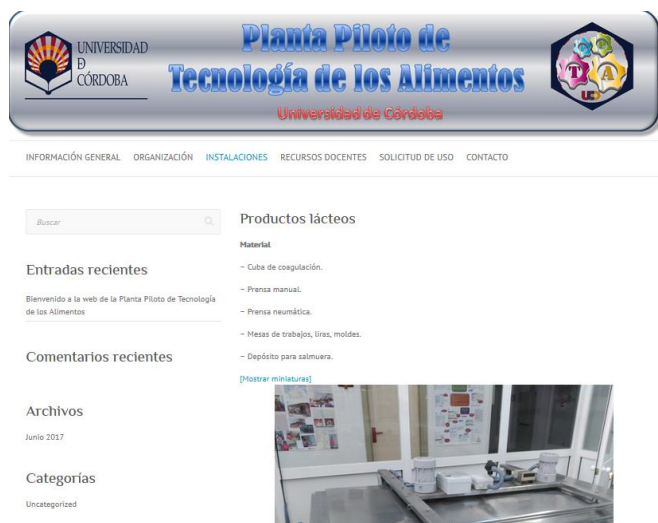 UNIVERSIDAD
Ð
CÓRDOBA
Planta Piloto de
Tecnología de los Alimentos
Universidad de Córdoba
T A
UCO
INFORMACIÓN GENERAL ORGANIZACIÓN INSTALACIONES RECURSOS DOCENTES SOLICITUD DE USO CONTACTO
Buscar
Entradas recientes
Bienvenido a la web de la Planta Piloto de Tecnología
de los Alimentos
Comentarios recientes
Archivos
Junio 2017
Categorías
Uncategorized
Productos lácteos
Material
– Cuba de coagulación.
– Prensa manual.
– Prensa neumática.
– Mesas de trabajos, liras, moldes.
– Depósito para salmuera.
[Mostrar miniaturas]